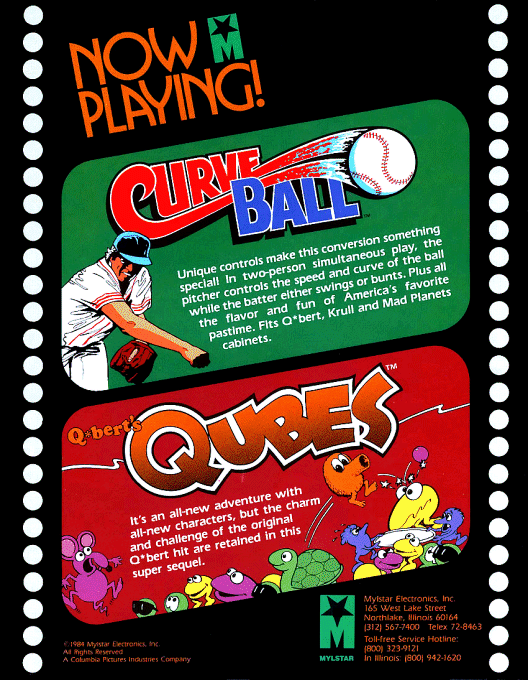 NOW
PLAYING!
M
CURVE
BALL™
Unique controls make this conversion something
special! In two-person simultaneous play, the
pitcher controls the speed and curve of the ball
while the batter either swings or bunts. Plus all
the flavor and fun of America's favorite
pastime. Fits Q*bert, Krull and Mad Planets
cabinets.
Q*bert's
QUBES™
It's an all-new adventure with
all-new characters, but the charm
and challenge of the original
Q*bert hit are retained in this
super sequel.
M
MYLSTAR
Mylstar Electronics, Inc.
165 West Lake Street
Northlake, Illinois 60164
(312) 567-7400 Telex 72-8463
Toll-free Service Hotline:
(800) 323-9121
In Illinois: (800) 942-1620
©1984 Mylstar Electronics, Inc.
All Rights Reserved
A Columbia Pictures Industries Company